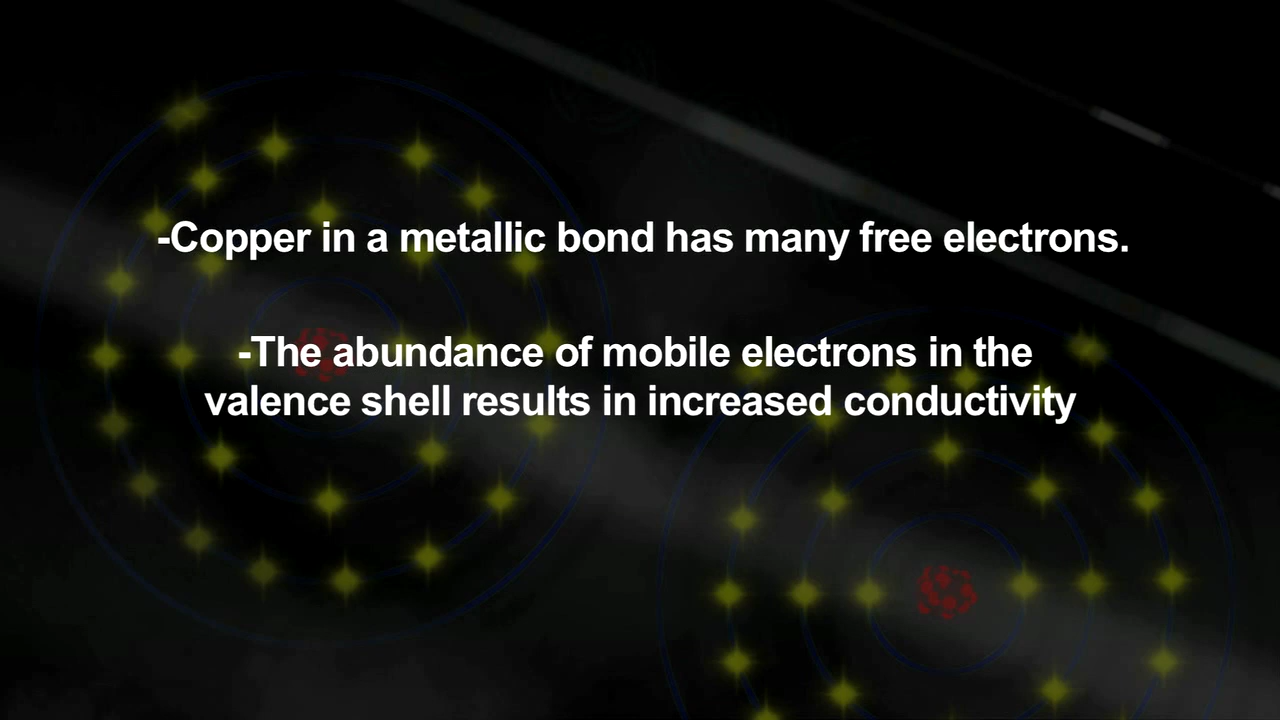 -Copper in a metallic bond has many free electrons.
-The abundance of mobile electrons in the
valence shell results in increased conductivity